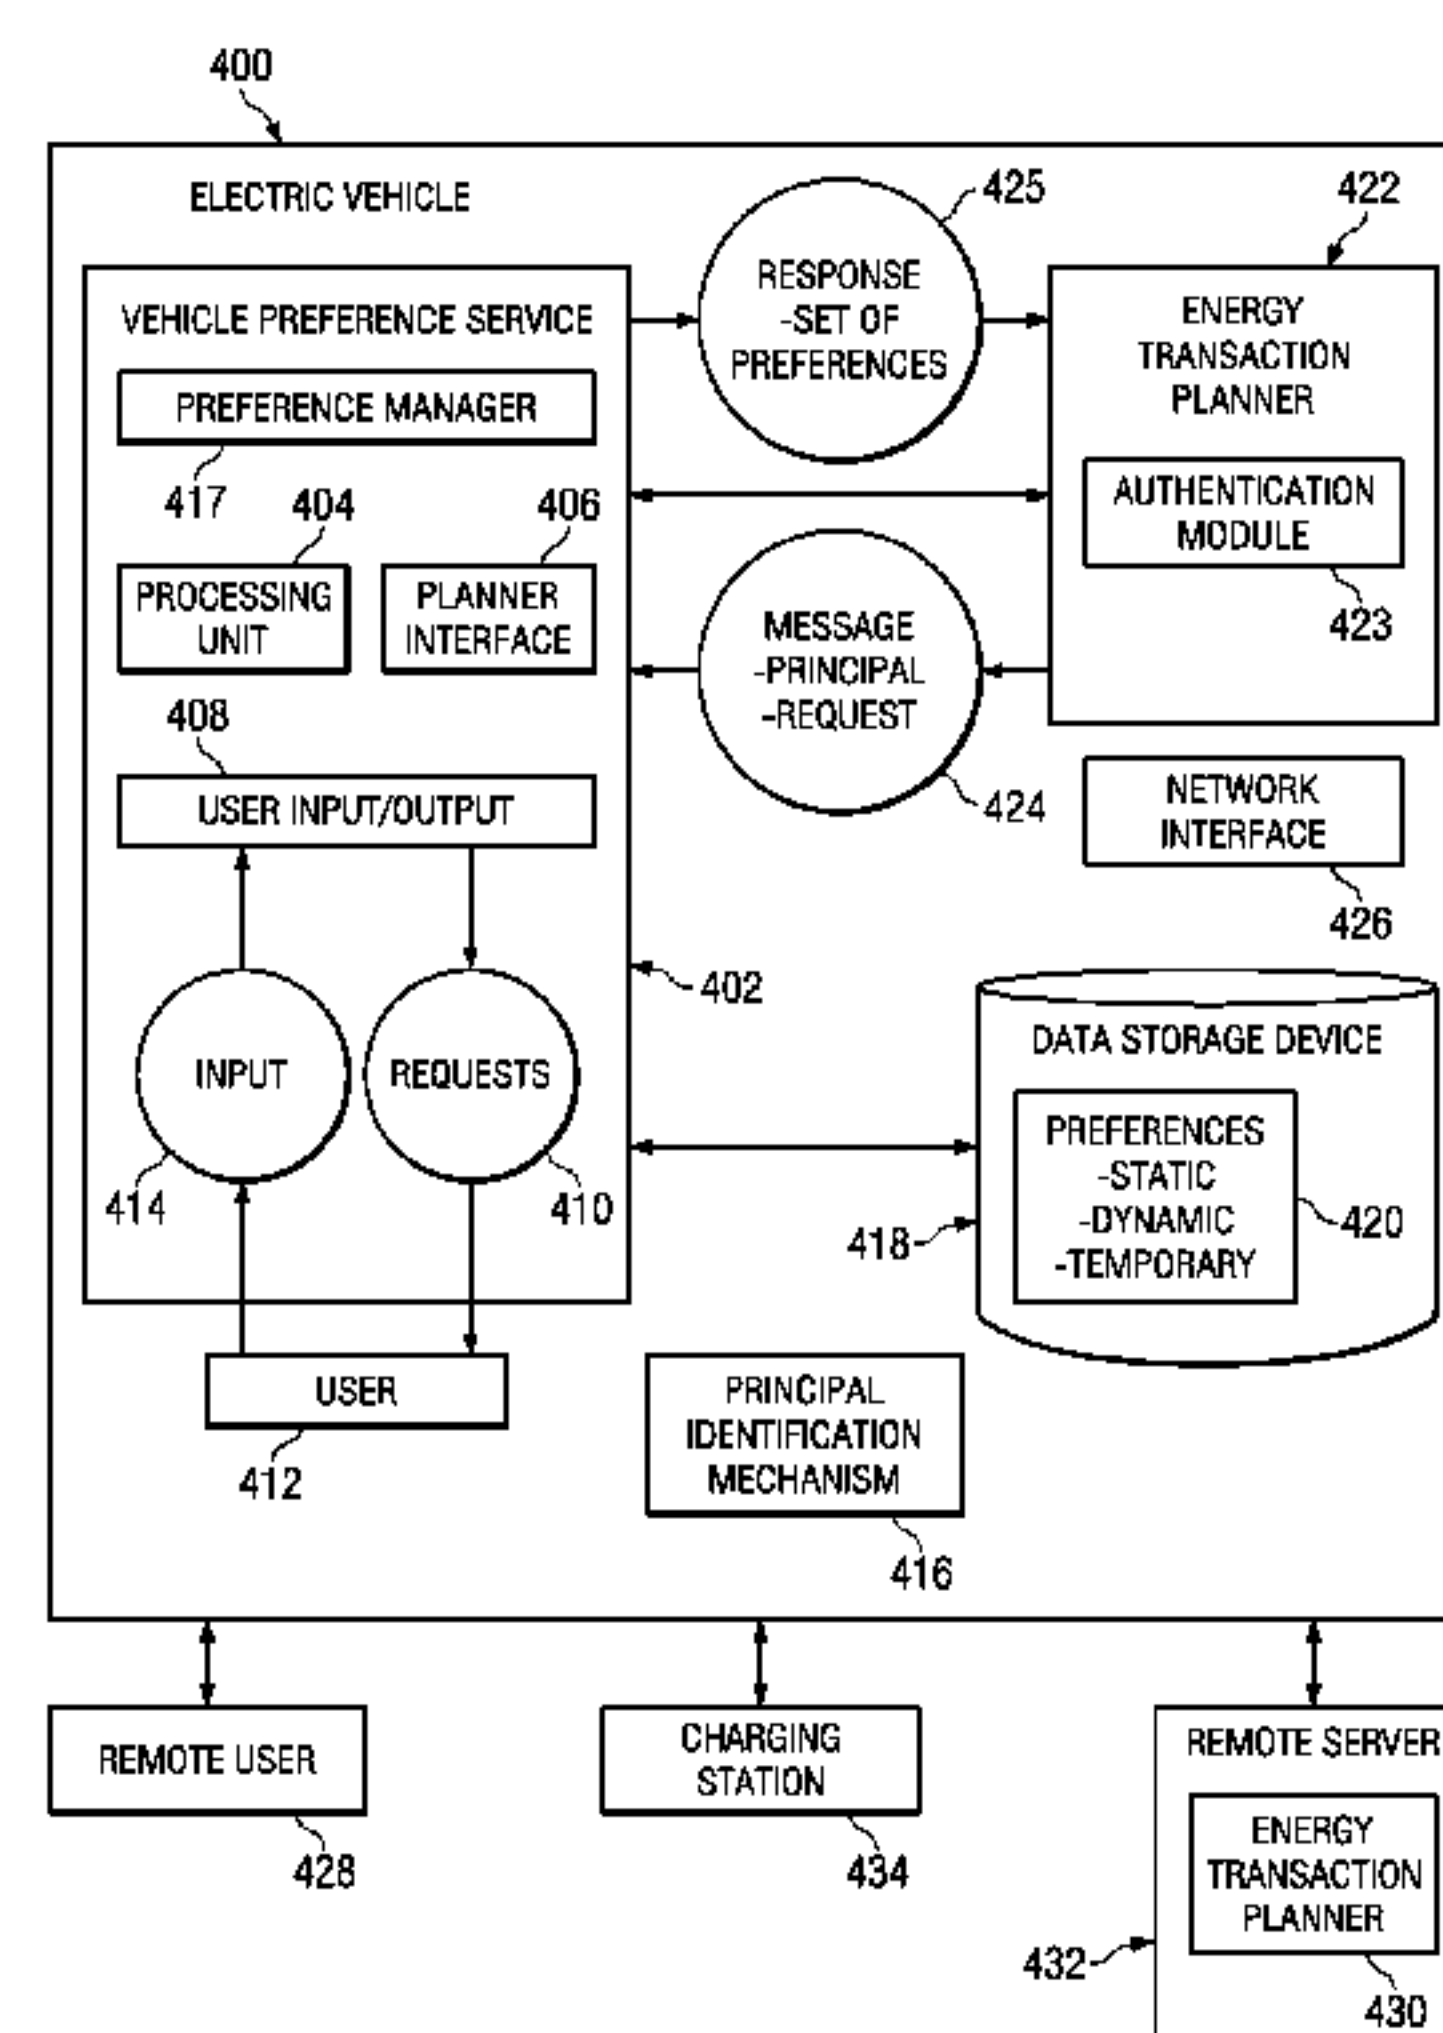 400
ELECTRIC VEHICLE
425
422
VEHICLE PREFERENCE SERVICE
RESPONSE
-SET OF
PREFERENCES
ENERGY
TRANSACTION
PLANNER
PREFERENCE MANAGER
417
404
406
AUTHENTICATION
MODULE
423
PROCESSING
UNIT
PLANNER
INTERFACE
MESSAGE
-PRINCIPAL
-REQUEST
424
408
USER INPUT/OUTPUT
NETWORK
INTERFACE
426
402
INPUT
REQUESTS
414
410
DATA STORAGE DEVICE
PREFERENCES
-STATIC
-DYNAMIC
-TEMPORARY
418
420
USER
412
PRINCIPAL
IDENTIFICATION
MECHANISM
416
REMOTE USER
428
CHARGING
STATION
434
REMOTE SERVER
ENERGY
TRANSACTION
PLANNER
432
430